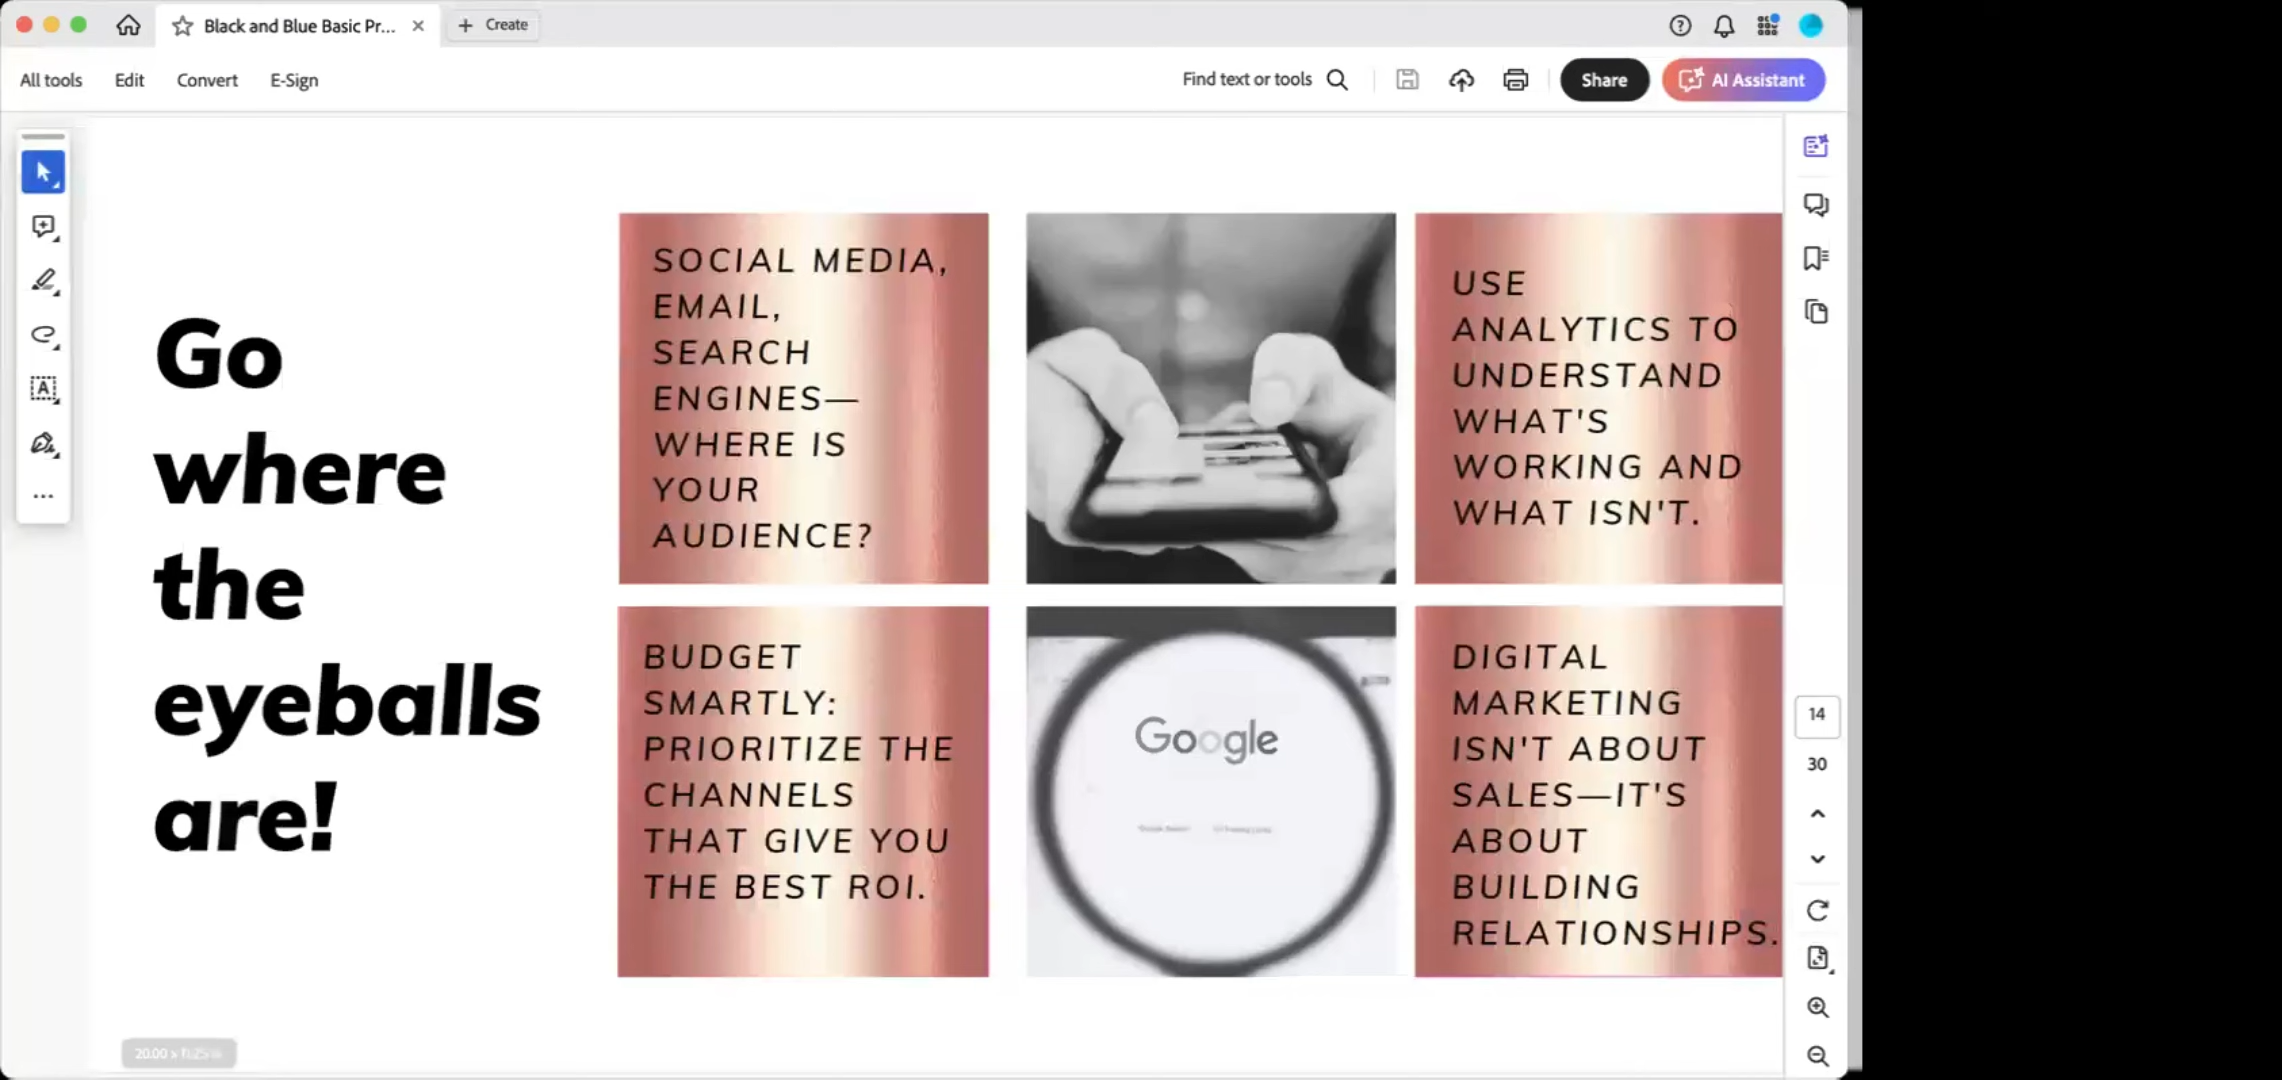 Black and Blue Basic Pr...
Create
All tools
Edit
Convert
E-Sign
Find text or tools
Share
AI Assistant
Go
where
the
eyeballs
are!
SOCIAL MEDIA,
EMAIL,
SEARCH
ENGINES—
WHERE IS
YOUR
AUDIENCE?
USE
ANALYTICS TO
UNDERSTAND
WHAT'S
WORKING AND
WHAT ISN'T.
BUDGET
SMARTLY:
PRIORITIZE THE
CHANNELS
THAT GIVE YOU
THE BEST ROI.
Google
DIGITAL
MARKETING
ISN'T ABOUT
SALES—IT'S
ABOUT
BUILDING
RELATIONSHIPS.
14
30
20.00 x